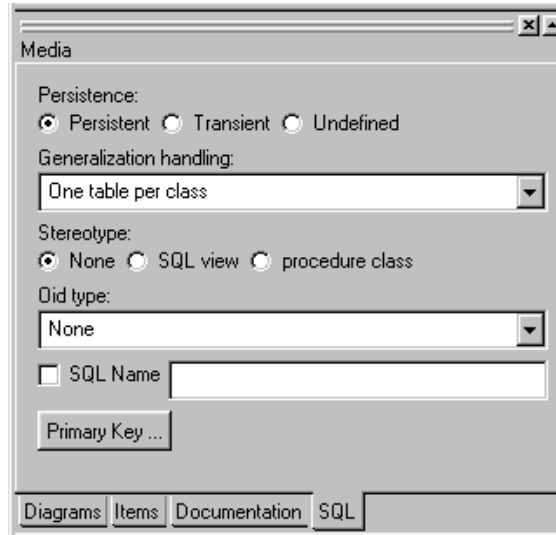 Media
Persistence:
Persistent Transient Undefined
Generalization handling:
One table per class
Stereotype:
None SQL view procedure class
Oid type:
None
SQL Name
Primary Key ...
Diagrams Items Documentation SQL